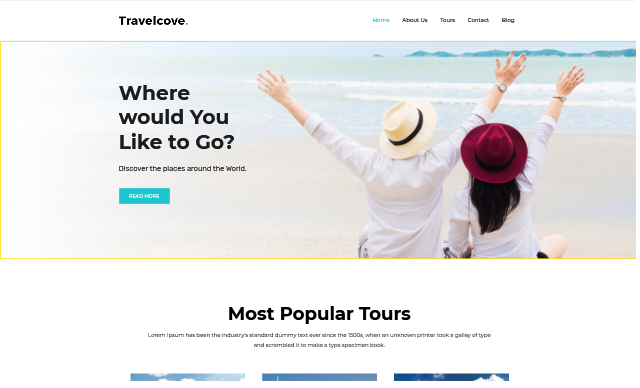 Travelcove.
Home About Us Tours Contact Blog
Where
would You
Like to Go?
Discover the places around the World.
READ MORE
Most Popular Tours
Lorem Ipsum has been the industry's standard dummy text ever since the 1500s, when an unknown printer took a galley of type
and scrambled it to make a type specimen book.